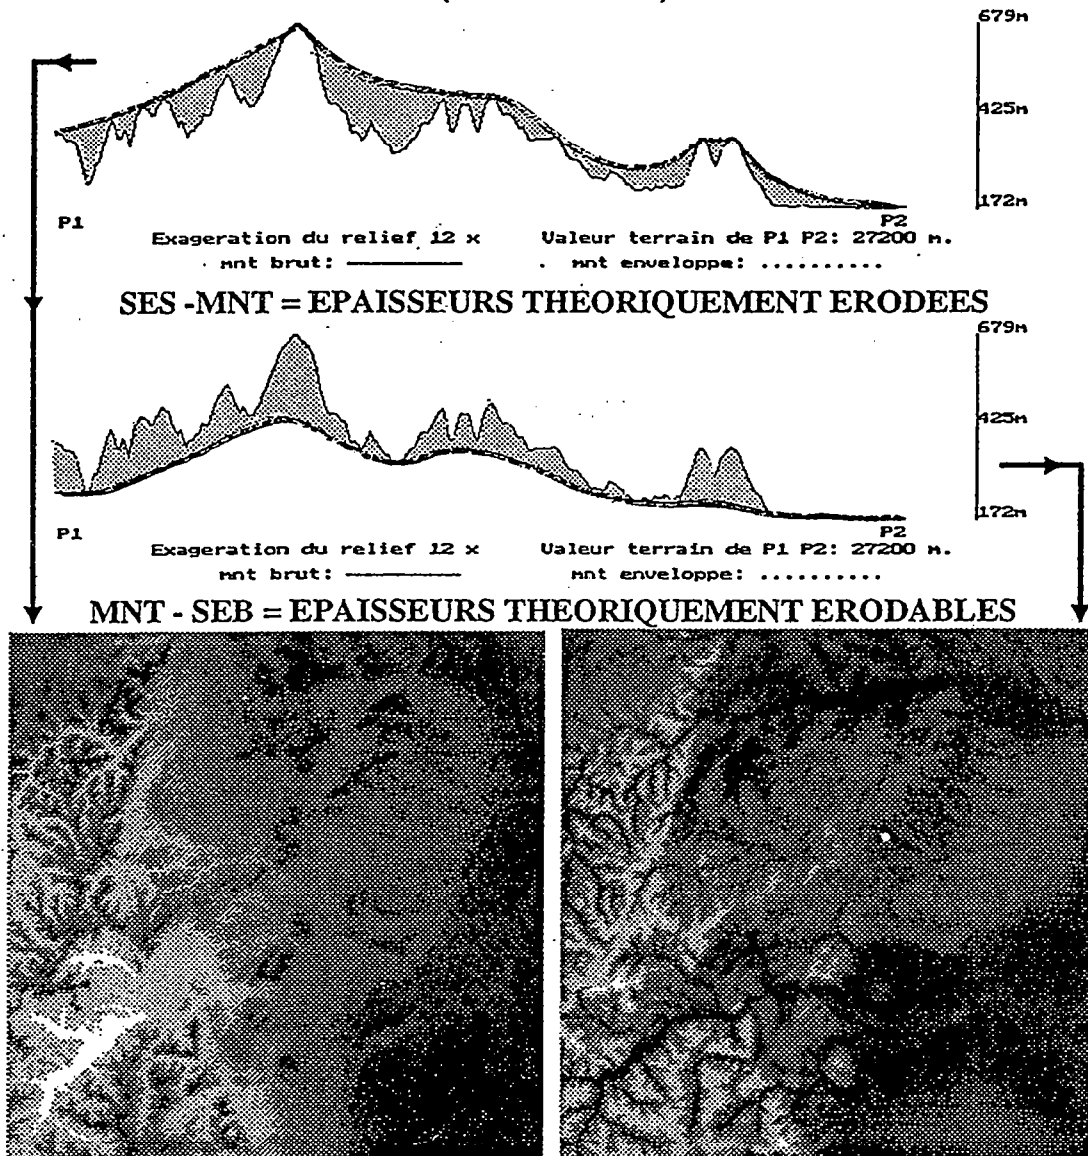 679m
425m
172m
P1 P2
Exageration du relief 12 x Valeur terrain de P1 P2: 27200 m.
mnt brut: mnt enveloppe: ..........
SES -MNT = EPAISSEURS THEORIQUEMENT ERODEES
679m
425m
172m
P1 P2
Exageration du relief 12 x Valeur terrain de P1 P2: 27200 m.
mnt brut: mnt enveloppe: ..........
MNT - SEB = EPAISSEURS THEORIQUEMENT ERODABLES